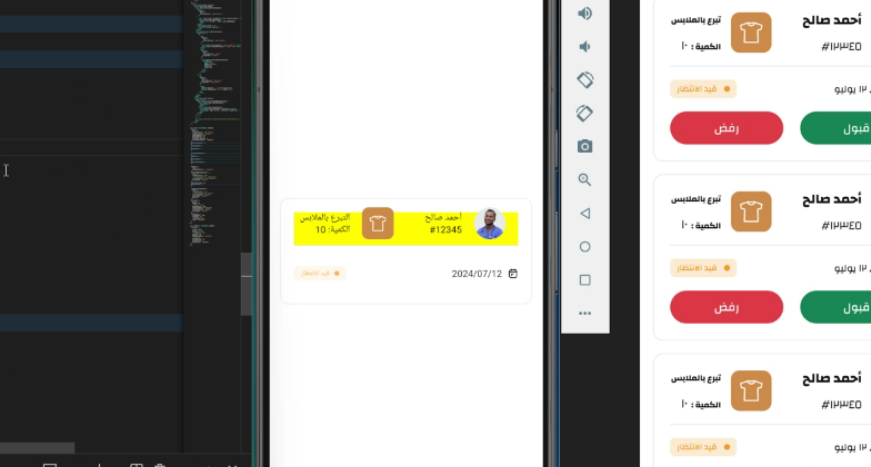 أحمد صالح
#12345
التبرع بالملابس
الكمية: 10
2024/07/12
قيد الانتظار
أحمد صالح
#١٢٣٤٥
تبرع بالملابس
الكمية : ١٠
١٢ يوليو
قيد الانتظار
قبول
رفض
أحمد صالح
#١٢٣٤٥
تبرع بالملابس
الكمية : ١٠
١٢ يوليو
قيد الانتظار
قبول
رفض
أحمد صالح
#١٢٣٤٥
تبرع بالملابس
الكمية : ١٠
١٢ يوليو
قيد الانتظار